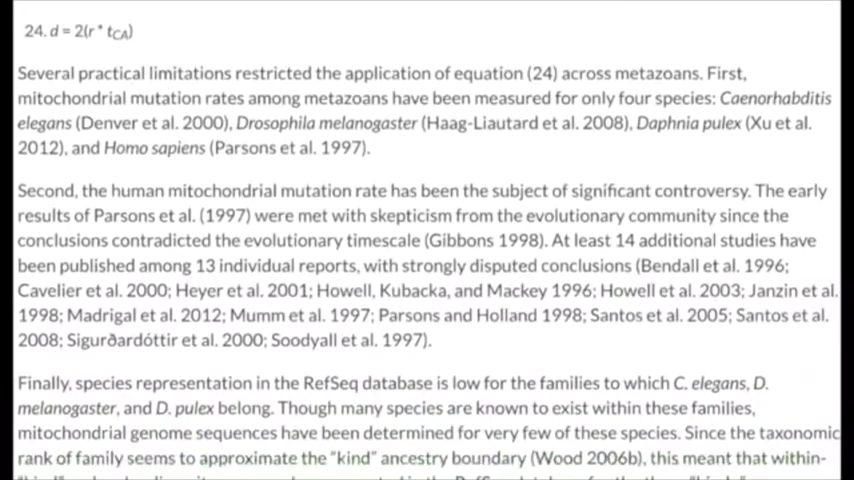 24. d = 2(r * tCA)
Several practical limitations restricted the application of equation (24) across metazoans. First,
mitochondrial mutation rates among metazoans have been measured for only four species: Caenorhabditis
elegans (Denver et al. 2000), Drosophila melanogaster (Haag-Liautard et al. 2008), Daphnia pulex (Xu et al.
2012), and Homo sapiens (Parsons et al. 1997).
Second, the human mitochondrial mutation rate has been the subject of significant controversy. The early
results of Parsons et al. (1997) were met with skepticism from the evolutionary community since the
conclusions contradicted the evolutionary timescale (Gibbons 1998). At least 14 additional studies have
been published among 13 individual reports, with strongly disputed conclusions (Bendall et al. 1996;
Cavelier et al. 2000; Heyer et al. 2001; Howell, Kubacka, and Mackey 1996; Howell et al. 2003; Janzin et al.
1998; Madrigal et al. 2012; Mumm et al. 1997; Parsons and Holland 1998; Santos et al. 2005; Santos et al.
2008; Sigurðardóttir et al. 2000; Soodyall et al. 1997).
Finally, species representation in the RefSeq database is low for the families to which C. elegans, D.
melanogaster, and D. pulex belong. Though many species are known to exist within these families,
mitochondrial genome sequences have been determined for very few of these species. Since the taxonomic
rank of family seems to approximate the "kind" ancestry boundary (Wood 2006b), this meant that within-